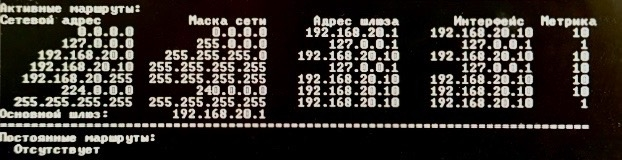 Активные маршруты:
Сетевой адрес Маска сети Адрес шлюза Интерфейс Метрика
0.0.0.0 0.0.0.0 192.168.20.1 192.168.20.10 10
127.0.0.0 255.0.0.0 127.0.0.1 127.0.0.1 1
192.168.20.0 255.255.255.0 192.168.20.10 192.168.20.10 10
192.168.20.10 255.255.255.255 127.0.0.1 127.0.0.1 10
192.168.20.255 255.255.255.255 192.168.20.10 192.168.20.10 10
224.0.0.0 240.0.0.0 192.168.20.10 192.168.20.10 10
255.255.255.255 255.255.255.255 192.168.20.10 192.168.20.10 1
Основной шлюз: 192.168.20.1
Постоянные маршруты:
Отсутствует